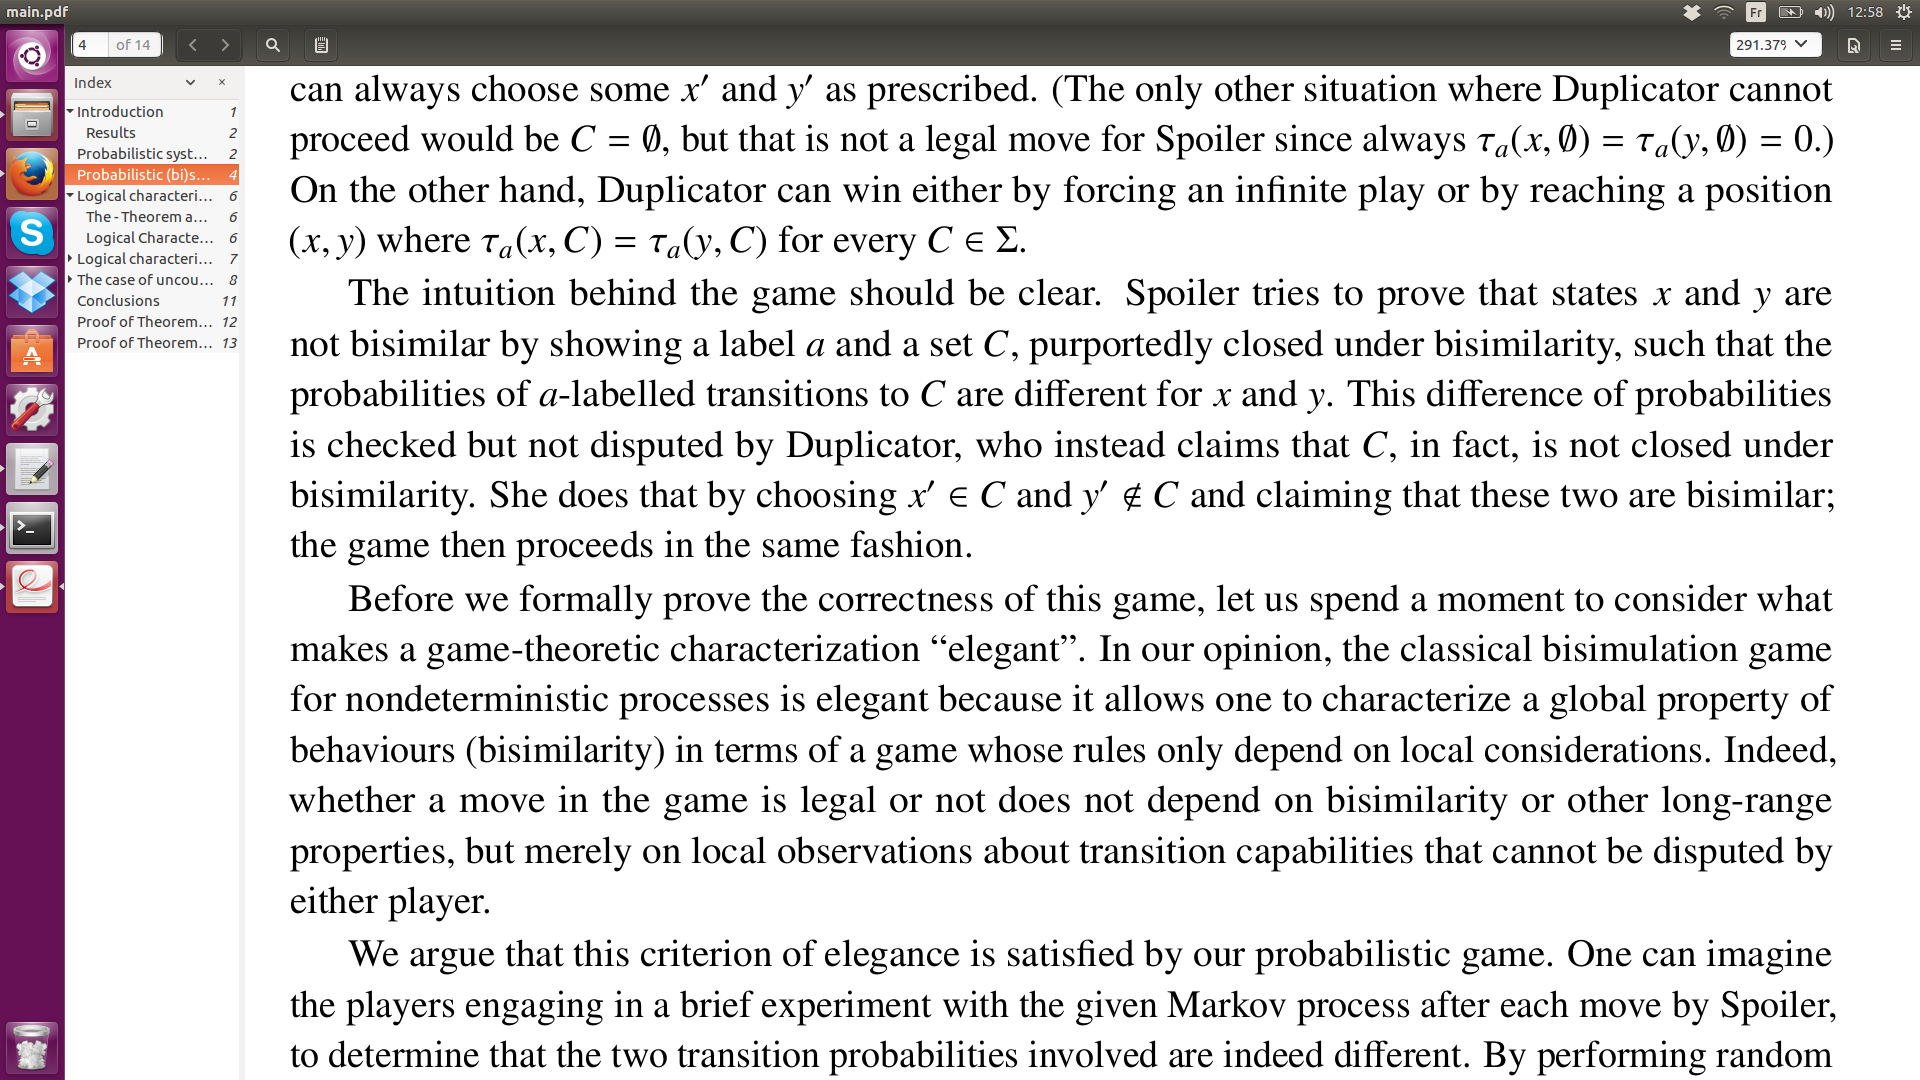 main.pdf
Fr
12:58
4 of 14
291.37%
Index
Introduction 1
Results 2
Probabilistic syst... 2
Probabilistic (bi)s... 4
Logical characteri... 6
The - Theorem a... 6
Logical Characte... 6
Logical characteri... 7
The case of uncou... 8
Conclusions 11
Proof of Theorem... 12
Proof of Theorem... 13
can always choose some x′ and y′ as prescribed. (The only other situation where Duplicator cannot
proceed would be C = ∅, but that is not a legal move for Spoiler since always τa(x, ∅) = τa(y, ∅) = 0.)
On the other hand, Duplicator can win either by forcing an infinite play or by reaching a position
(x, y) where τa(x, C) = τa(y, C) for every C ∈ Σ.
The intuition behind the game should be clear. Spoiler tries to prove that states x and y are
not bisimilar by showing a label a and a set C, purportedly closed under bisimilarity, such that the
probabilities of a-labelled transitions to C are different for x and y. This difference of probabilities
is checked but not disputed by Duplicator, who instead claims that C, in fact, is not closed under
bisimilarity. She does that by choosing x′ ∈ C and y′ ∉ C and claiming that these two are bisimilar;
the game then proceeds in the same fashion.
Before we formally prove the correctness of this game, let us spend a moment to consider what
makes a game-theoretic characterization “elegant”. In our opinion, the classical bisimulation game
for nondeterministic processes is elegant because it allows one to characterize a global property of
behaviours (bisimilarity) in terms of a game whose rules only depend on local considerations. Indeed,
whether a move in the game is legal or not does not depend on bisimilarity or other long-range
properties, but merely on local observations about transition capabilities that cannot be disputed by
either player.
We argue that this criterion of elegance is satisfied by our probabilistic game. One can imagine
the players engaging in a brief experiment with the given Markov process after each move by Spoiler,
to determine that the two transition probabilities involved are indeed different. By performing random